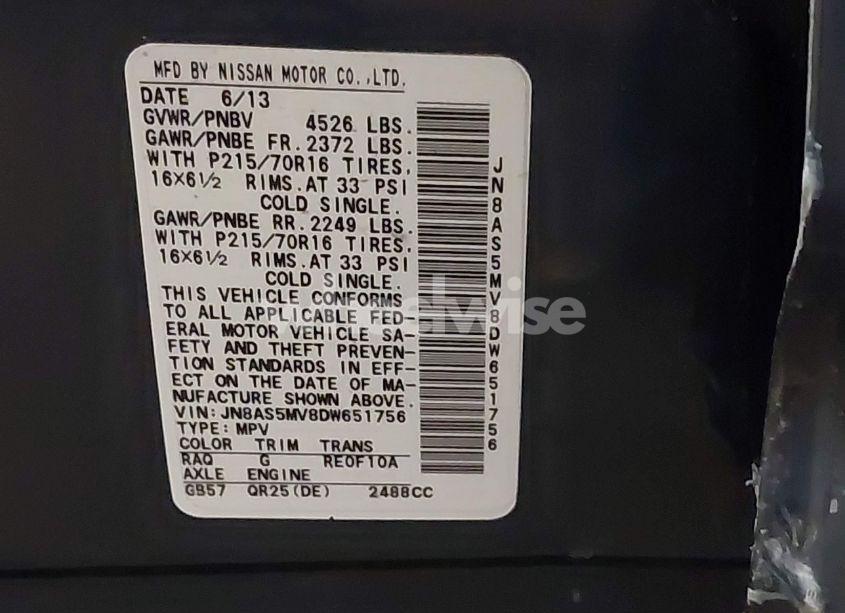 MFD BY NISSAN MOTOR CO.,LTD.
DATE 6/13
GVWR/PNBV 4526 LBS.
GAWR/PNBE FR. 2372 LBS.
WITH P215/70R16 TIRES,
16X6½ RIMS. AT 33 PSI
COLD SINGLE.
GAWR/PNBE RR. 2249 LBS.
WITH P215/70R16 TIRES,
16X6½ RIMS. AT 33 PSI
COLD SINGLE.
THIS VEHICLE CONFORMS
TO ALL APPLICABLE FED-
ERAL MOTOR VEHICLE SA-
FETY AND THEFT PREVEN-
TION STANDARDS IN EFF-
ECT ON THE DATE OF MA-
NUFACTURE SHOWN ABOVE.
VIN: JN8AS5MV8DW651756
TYPE: MPV
COLOR TRIM TRANS
RAQ G RE0F10A
AXLE ENGINE
GB57 QR25(DE) 2488CC
JN8AS5MV8DW651756